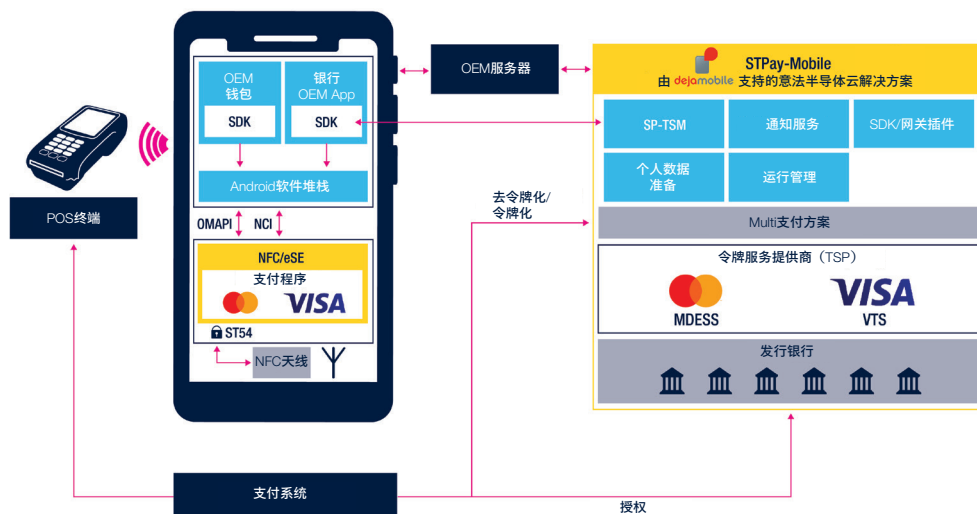 OEM
钱包
SDK
银行
OEM App
SDK
Android软件堆栈
OMAPI
NCI
NFC/eSE
支付程序
VISA
ST54
NFC天线
POS终端
OEM服务器
STPay-Mobile
由 dejamobile 支持的意法半导体云解决方案
SP-TSM
通知服务
SDK/网关插件
个人数据
准备
运行管理
去令牌化/
令牌化
Multi支付方案
令牌服务提供商（TSP）
MDESS
VISA
VTS
发行银行
支付系统
授权